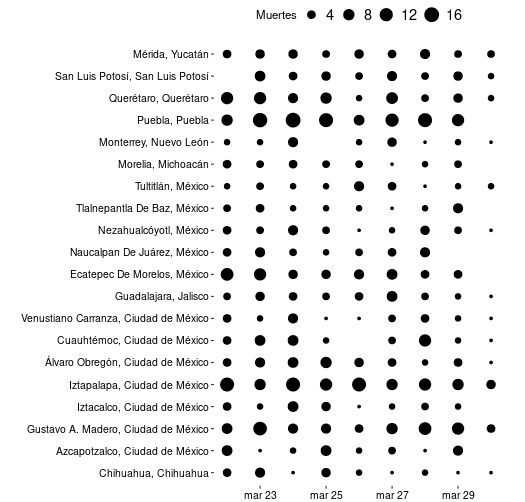 Muertes 4 8 12 16
Mérida, Yucatán
San Luis Potosí, San Luis Potosí
Querétaro, Querétaro
Puebla, Puebla
Monterrey, Nuevo León
Morelia, Michoacán
Tultitlán, México
Tlalnepantla De Baz, México
Nezahualcóyotl, México
Naucalpan De Juárez, México
Ecatepec De Morelos, México
Guadalajara, Jalisco
Venustiano Carranza, Ciudad de México
Cuauhtémoc, Ciudad de México
Álvaro Obregón, Ciudad de México
Iztapalapa, Ciudad de México
Iztacalco, Ciudad de México
Gustavo A. Madero, Ciudad de México
Azcapotzalco, Ciudad de México
Chihuahua, Chihuahua
mar 23 mar 25 mar 27 mar 29